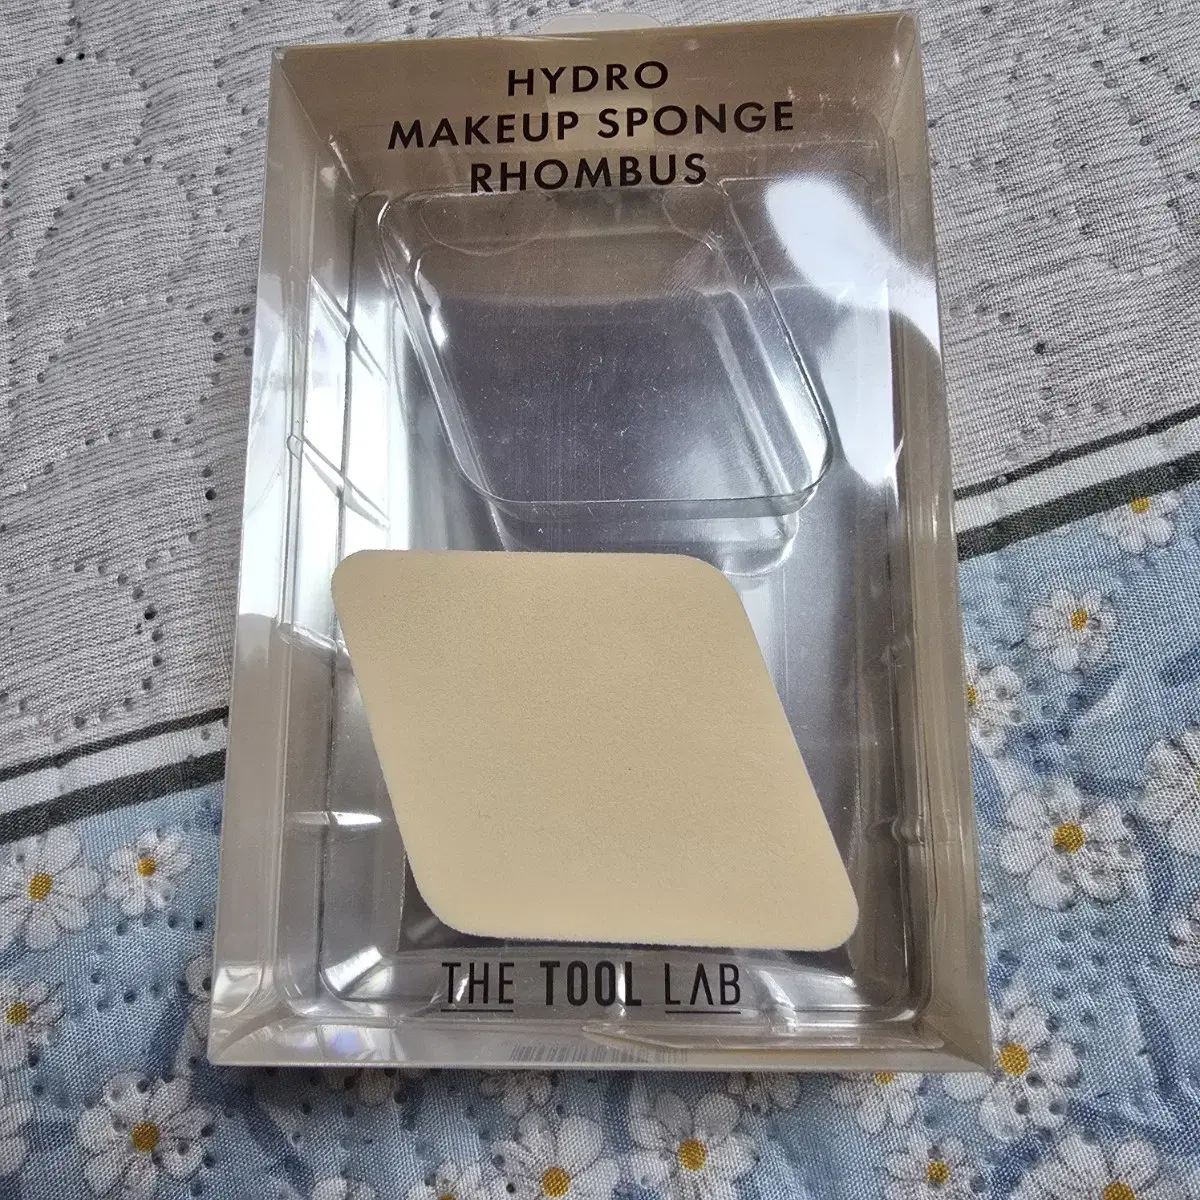 HYDRO
MAKEUP SPONGE
RHOMBUS
THE TOOL LAB